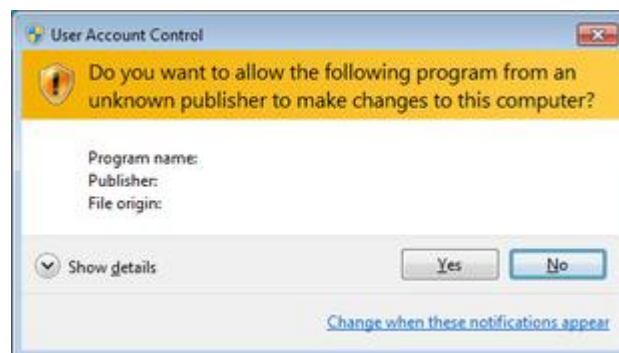 User Account Control
Do you want to allow the following program from an
unknown publisher to make changes to this computer?
Program name:
Publisher:
File origin:
Show details
Yes
No
Change when these notifications appear